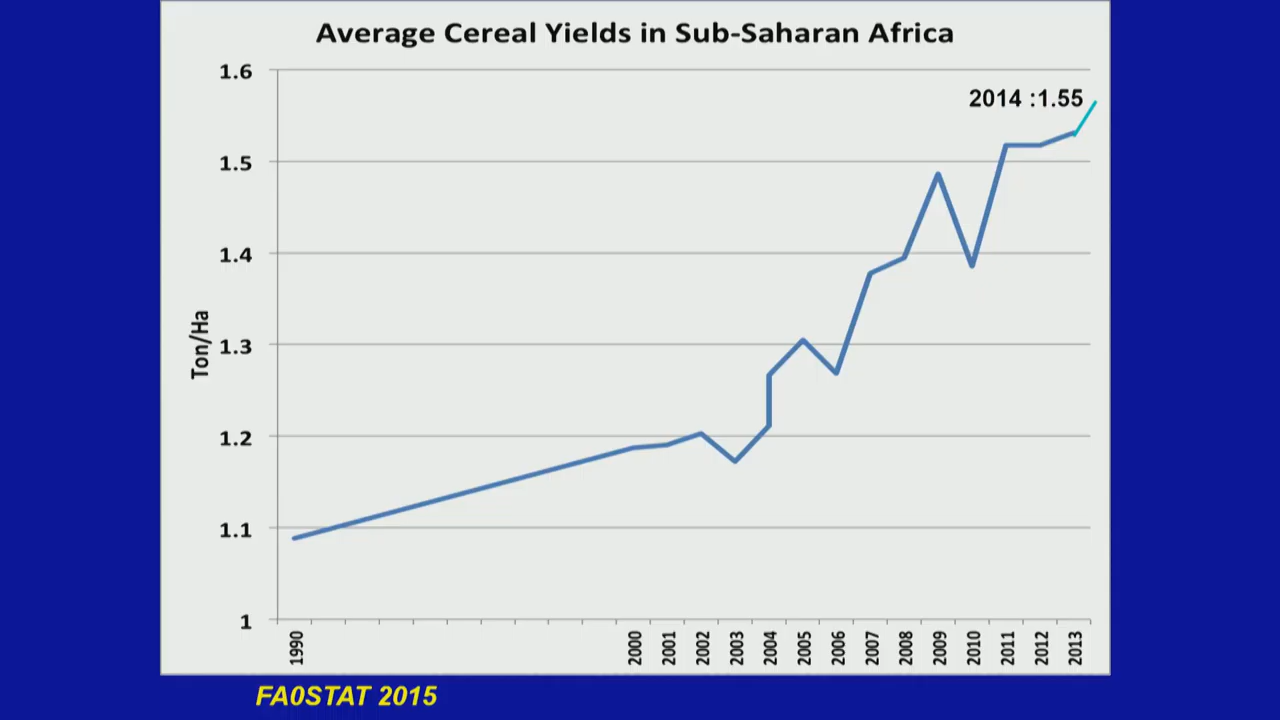 Average Cereal Yields in Sub-Saharan Africa
1.6
2014 :1.55
1.5
1.4
Ton/Ha
1.3
1.2
1.1
1
1990 2000 2001 2002 2003 2004 2005 2006 2007 2008 2009 2010 2011 2012 2013
FA0STAT 2015